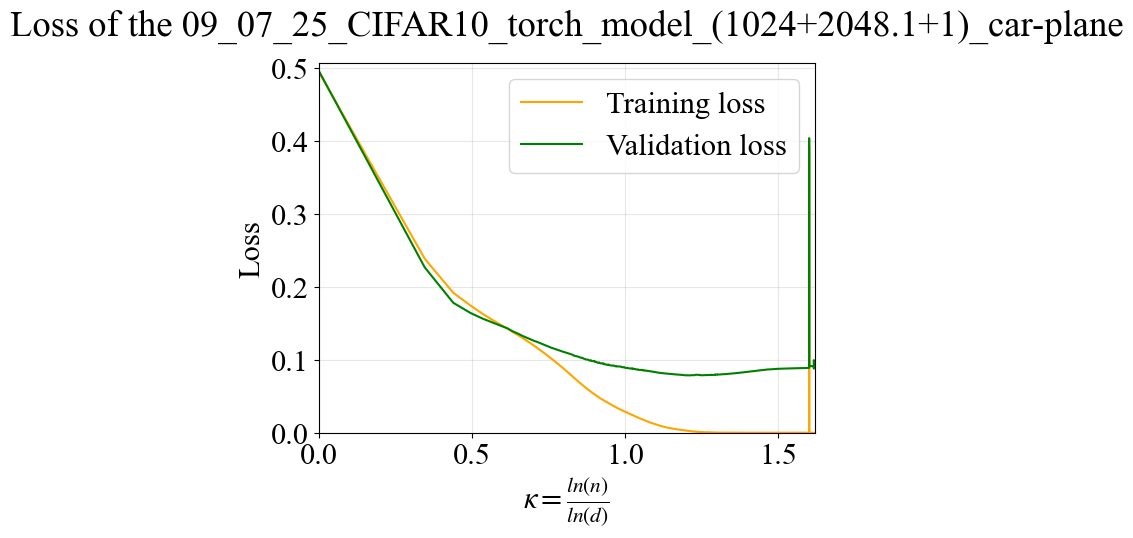 Loss of the 09_07_25_CIFAR10_torch_model_(1024+2048.1+1)_car-plane
0.5
0.4
0.3
0.2
0.1
0.0
Loss
Training loss
Validation loss
0.0 0.5 1.0 1.5
κ = ln(n)/ln(d)